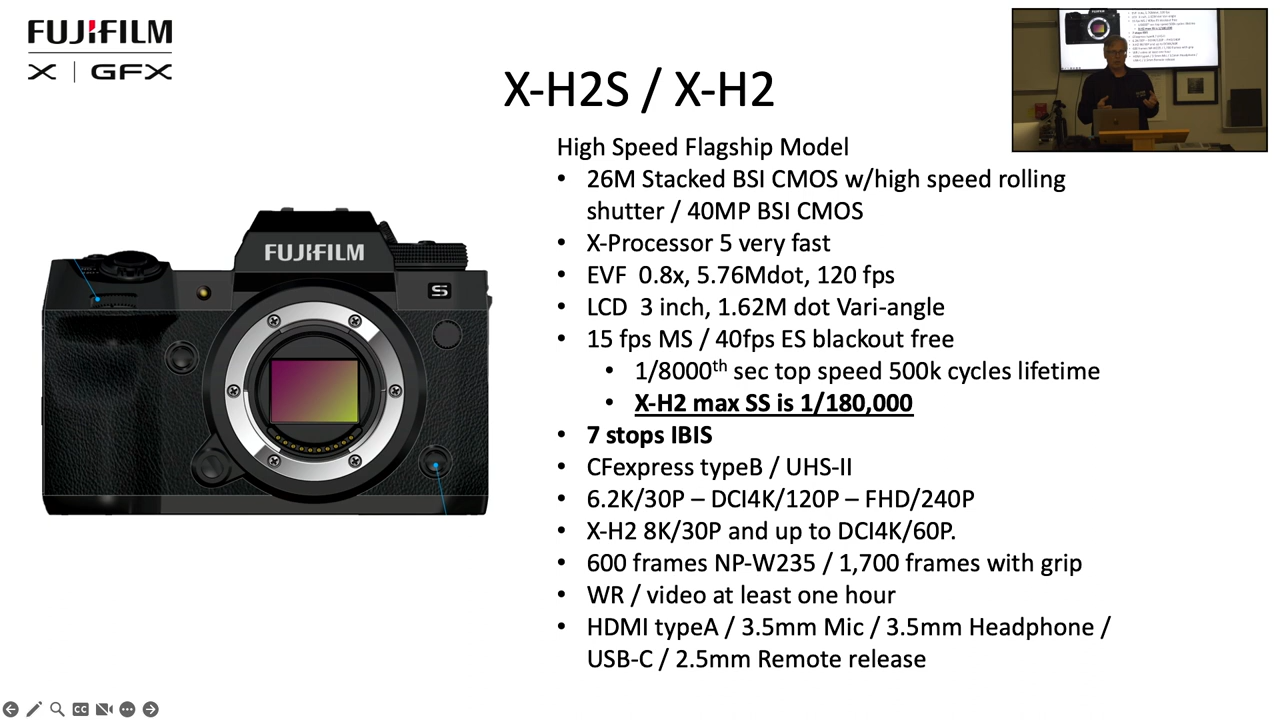 FUJIFILM
X | GFX
X-H2S / X-H2
High Speed Flagship Model
• 26M Stacked BSI CMOS w/high speed rolling
shutter / 40MP BSI CMOS
• X-Processor 5 very fast
• EVF 0.8x, 5.76Mdot, 120 fps
• LCD 3 inch, 1.62M dot Vari-angle
• 15 fps MS / 40fps ES blackout free
• 1/8000th sec top speed 500k cycles lifetime
• X-H2 max SS is 1/180,000
• 7 stops IBIS
• CFexpress typeB / UHS-II
• 6.2K/30P – DCI4K/120P – FHD/240P
• X-H2 8K/30P and up to DCI4K/60P.
• 600 frames NP-W235 / 1,700 frames with grip
• WR / video at least one hour
• HDMI typeA / 3.5mm Mic / 3.5mm Headphone /
USB-C / 2.5mm Remote release
FUJIFILM
S
CC